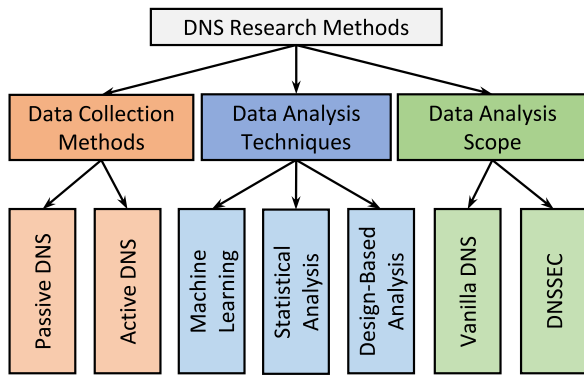 DNS Research Methods
Data Collection
Methods
Data Analysis
Techniques
Data Analysis
Scope
Passive DNS
Active DNS
Machine
Learning
Statistical
Analysis
Design-Based
Analysis
Vanilla DNS
DNSSEC